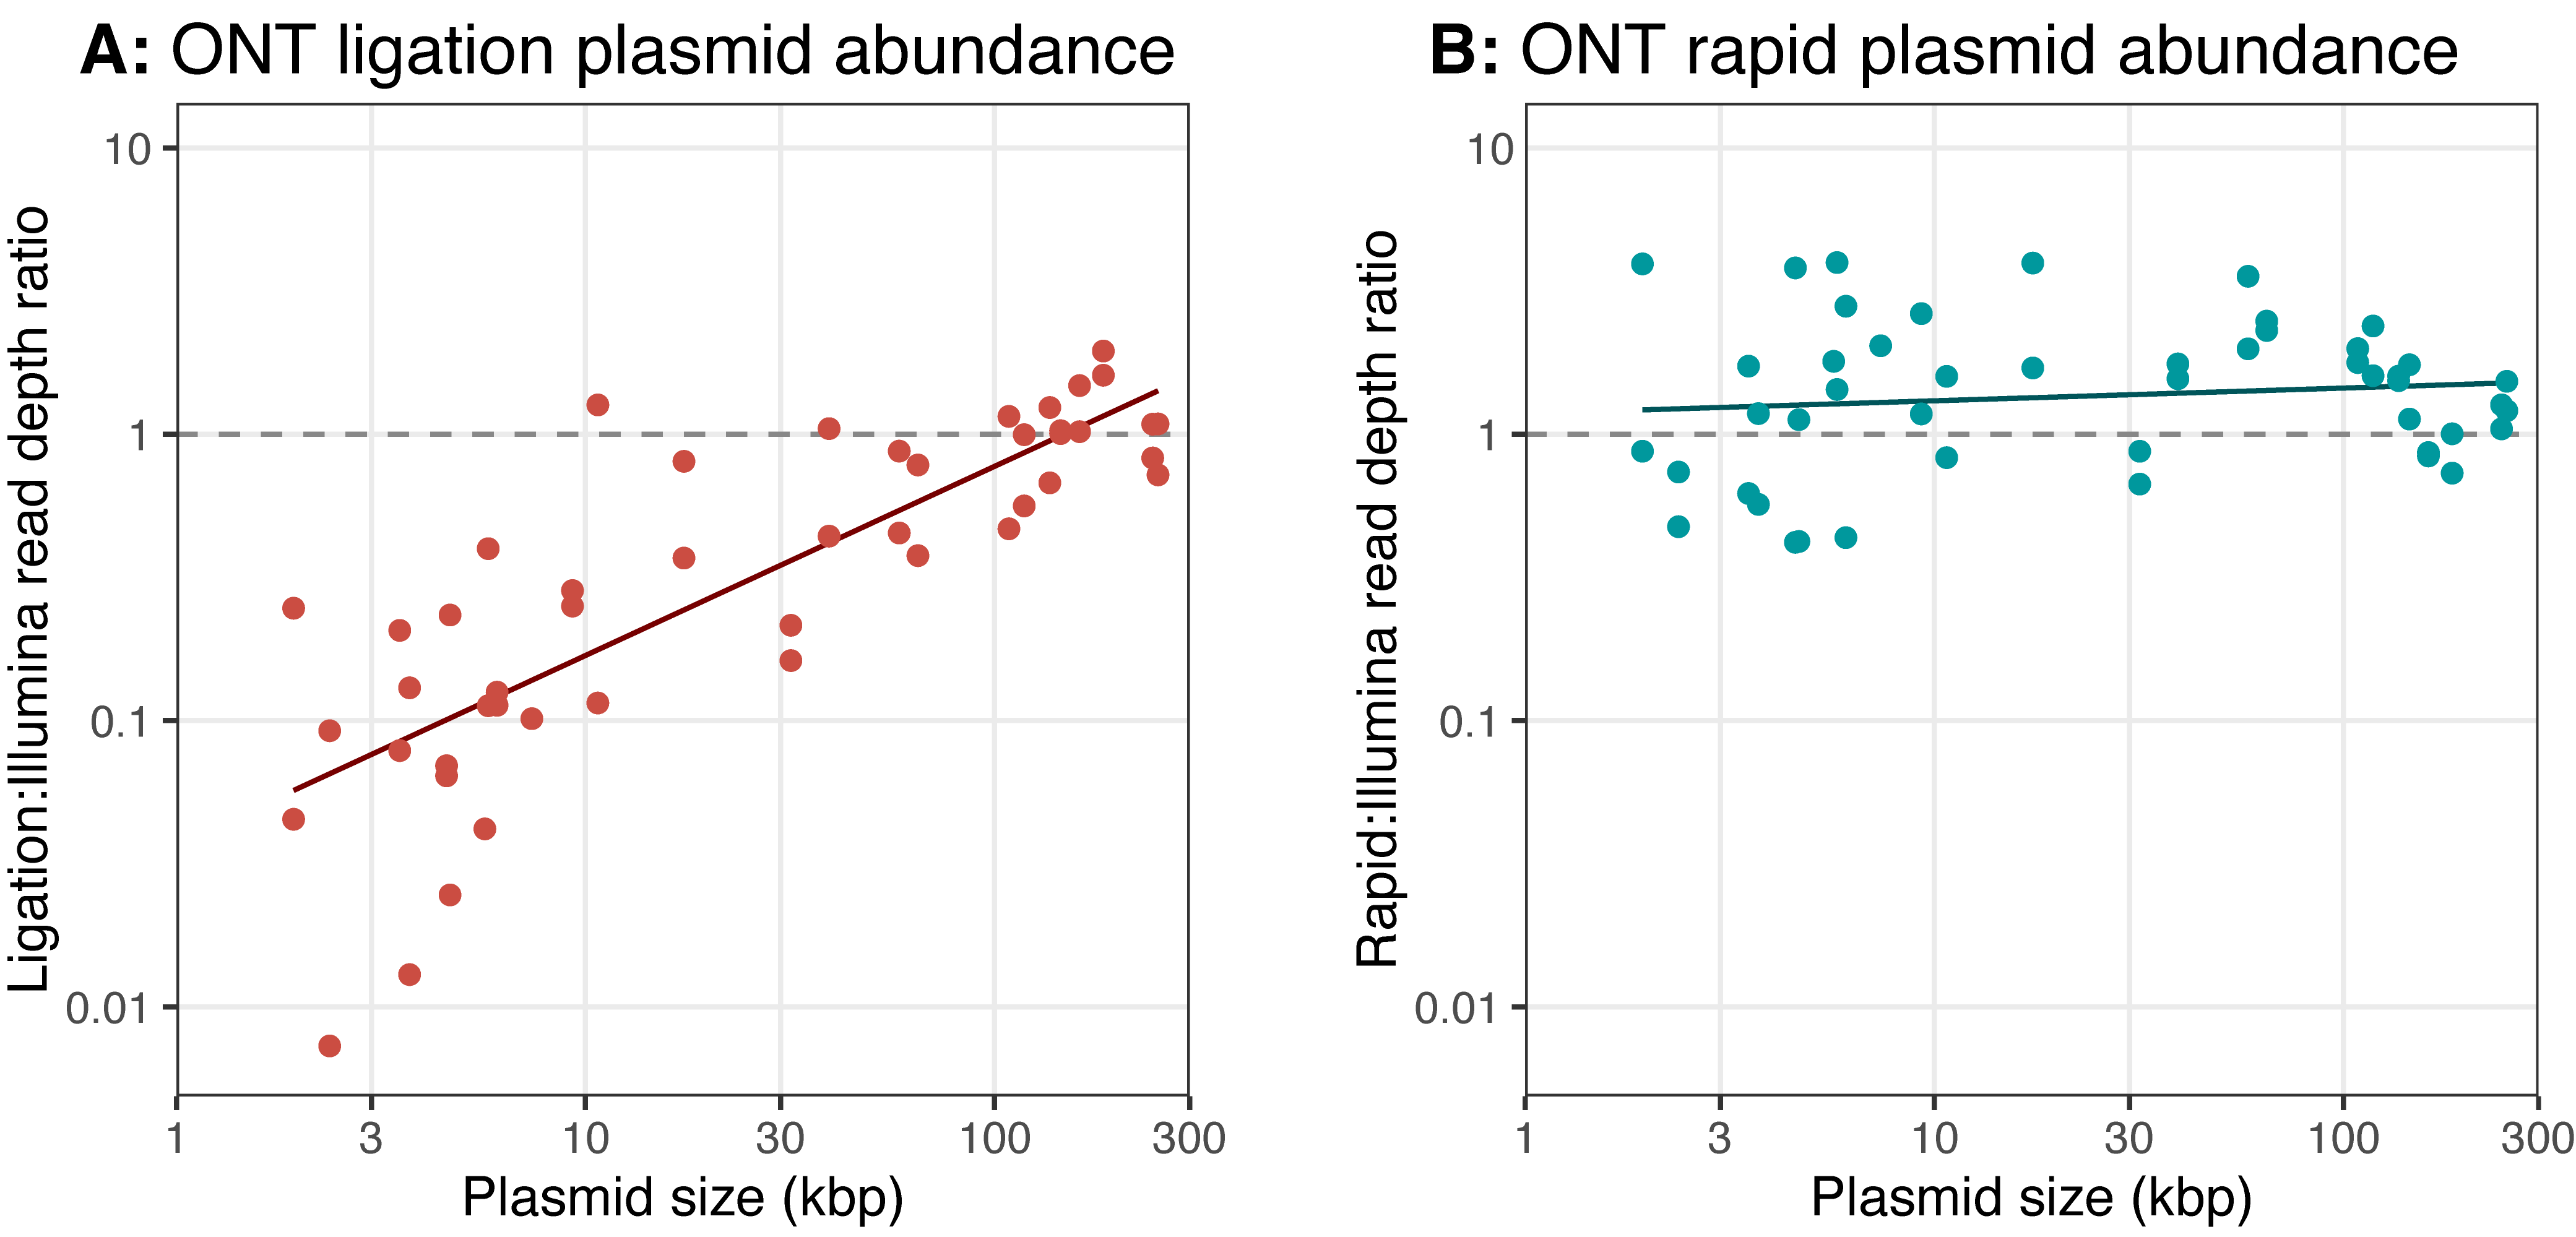 A: ONT ligation plasmid abundance
Ligation:Illumina read depth ratio
10
1
0.1
0.01
1 3 10 30 100 300
Plasmid size (kbp)
B: ONT rapid plasmid abundance
Rapid:Illumina read depth ratio
10
1
0.1
0.01
1 3 10 30 100 300
Plasmid size (kbp)